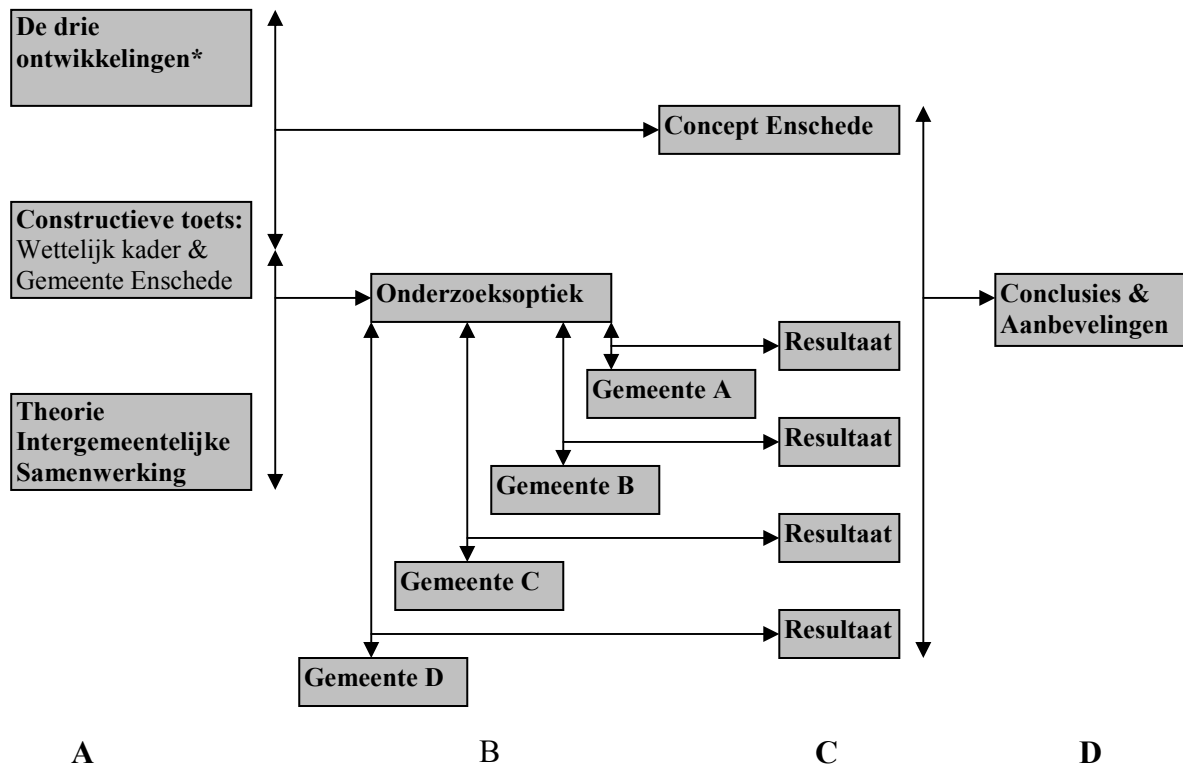 De drie
ontwikkelingen*
Concept Enschede
Constructieve toets:
Wettelijk kader &
Gemeente Enschede
Onderzoeksoptiek
Conclusies &
Aanbevelingen
Resultaat
Gemeente A
Theorie
Intergemeentelijke
Samenwerking
Resultaat
Gemeente B
Resultaat
Gemeente C
Resultaat
Gemeente D
A B C D